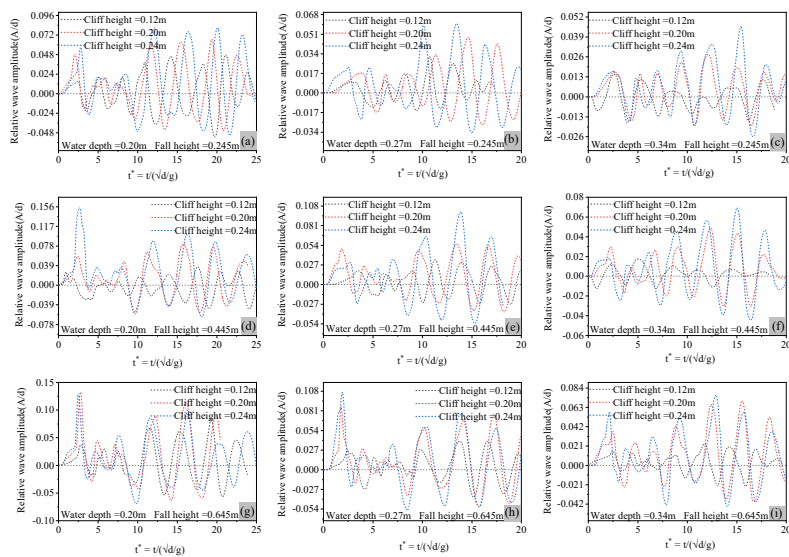 Relative wave amplitude(A/d)
0.096
0.072
0.048
0.024
0.000
-0.024
-0.048
Cliff height =0.12m
Cliff height =0.20m
Cliff height =0.24m
(a)
Water depth =0.20m Fall height =0.245m
0 5 10 15 20 25
t* = t/(√d/g)
Relative wave amplitude(A/d)
0.068
0.051
0.034
0.017
0.000
-0.017
-0.034
Cliff height =0.12m
Cliff height =0.20m
Cliff height =0.24m
(b)
Water depth =0.27m Fall height =0.245m
0 5 10 15 20
t* = t/(√d/g)
Relative wave amplitude(A/d)
0.052
0.039
0.026
0.013
0.000
-0.013
-0.026
Cliff height =0.12m
Cliff height =0.20m
Cliff height =0.24m
(c)
Water depth =0.34m Fall height =0.245m
0 5 10 15 20
t* = t/(√d/g)
Relative wave amplitude(A/d)
0.156
0.117
0.078
0.039
0.000
-0.039
-0.078
Cliff height =0.12m
Cliff height =0.20m
Cliff height =0.24m
(d)
Water depth =0.20m Fall height =0.445m
0 5 10 15 20 25
t* = t/(√d/g)
Relative wave amplitude(A/d)
0.108
0.081
0.054
0.027
0.000
-0.027
-0.054
Cliff height =0.12m
Cliff height =0.20m
Cliff height =0.24m
(e)
Water depth =0.27m Fall height =0.445m
0 5 10 15 20
t* = t/(√d/g)
Relative wave amplitude(A/d)
0.08
0.06
0.04
0.02
0.00
-0.02
-0.04
-0.06
Cliff height =0.12m
Cliff height =0.20m
Cliff height =0.24m
(f)
Water depth =0.34m Fall height =0.445m
0 5 10 15 20
t* = t/(√d/g)
Relative wave amplitude(A/d)
0.15
0.10
0.05
0.00
-0.05
-0.10
Cliff height =0.12m
Cliff height =0.20m
Cliff height =0.24m
(g)
Water depth =0.20m Fall height =0.645m
0 5 10 15 20 25
t* = t/(√d/g)
Relative wave amplitude(A/d)
0.108
0.081
0.054
0.027
0.000
-0.027
-0.054
Cliff height =0.12m
Cliff height =0.20m
Cliff height =0.24m
(h)
Water depth =0.27m Fall height =0.645m
0 5 10 15 20
t* = t/(√d/g)
Relative wave amplitude(A/d)
0.084
0.063
0.042
0.021
0.000
-0.021
-0.042
Cliff height =0.12m
Cliff height =0.20m
Cliff height =0.24m
(i)
Water depth =0.34m Fall height =0.645m
0 5 10 15 20
t* = t/(√d/g)